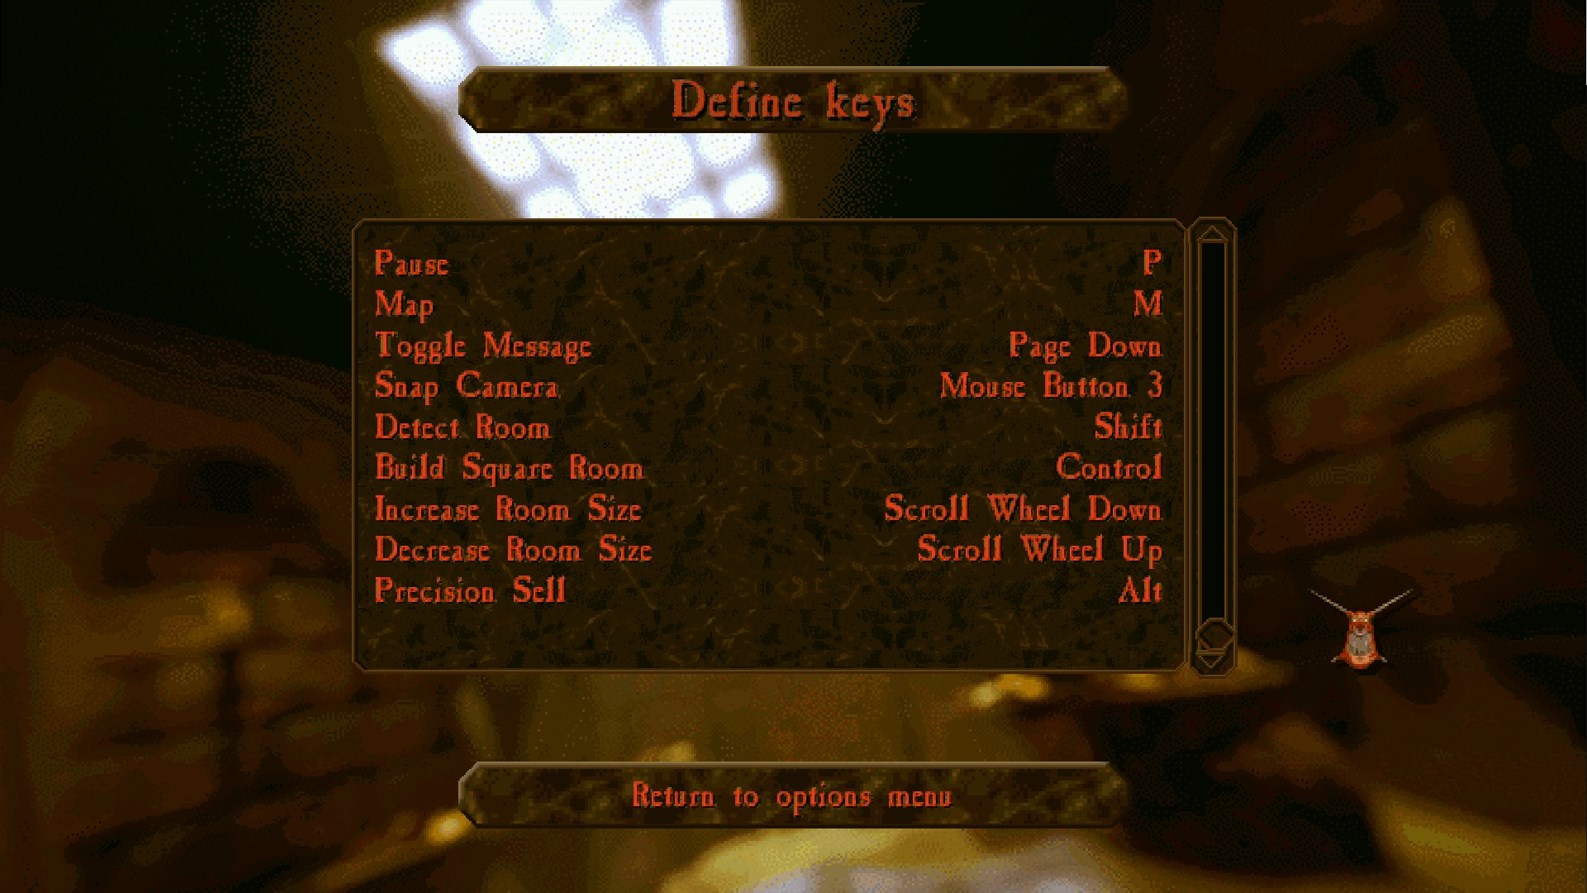 Define keys
Pause P
Map M
Toggle Message Page Down
Snap Camera Mouse Button 3
Detect Room Shift
Build Square Room Control
Increase Room Size Scroll Wheel Down
Decrease Room Size Scroll Wheel Up
Precision Sell Alt
Return to options menu